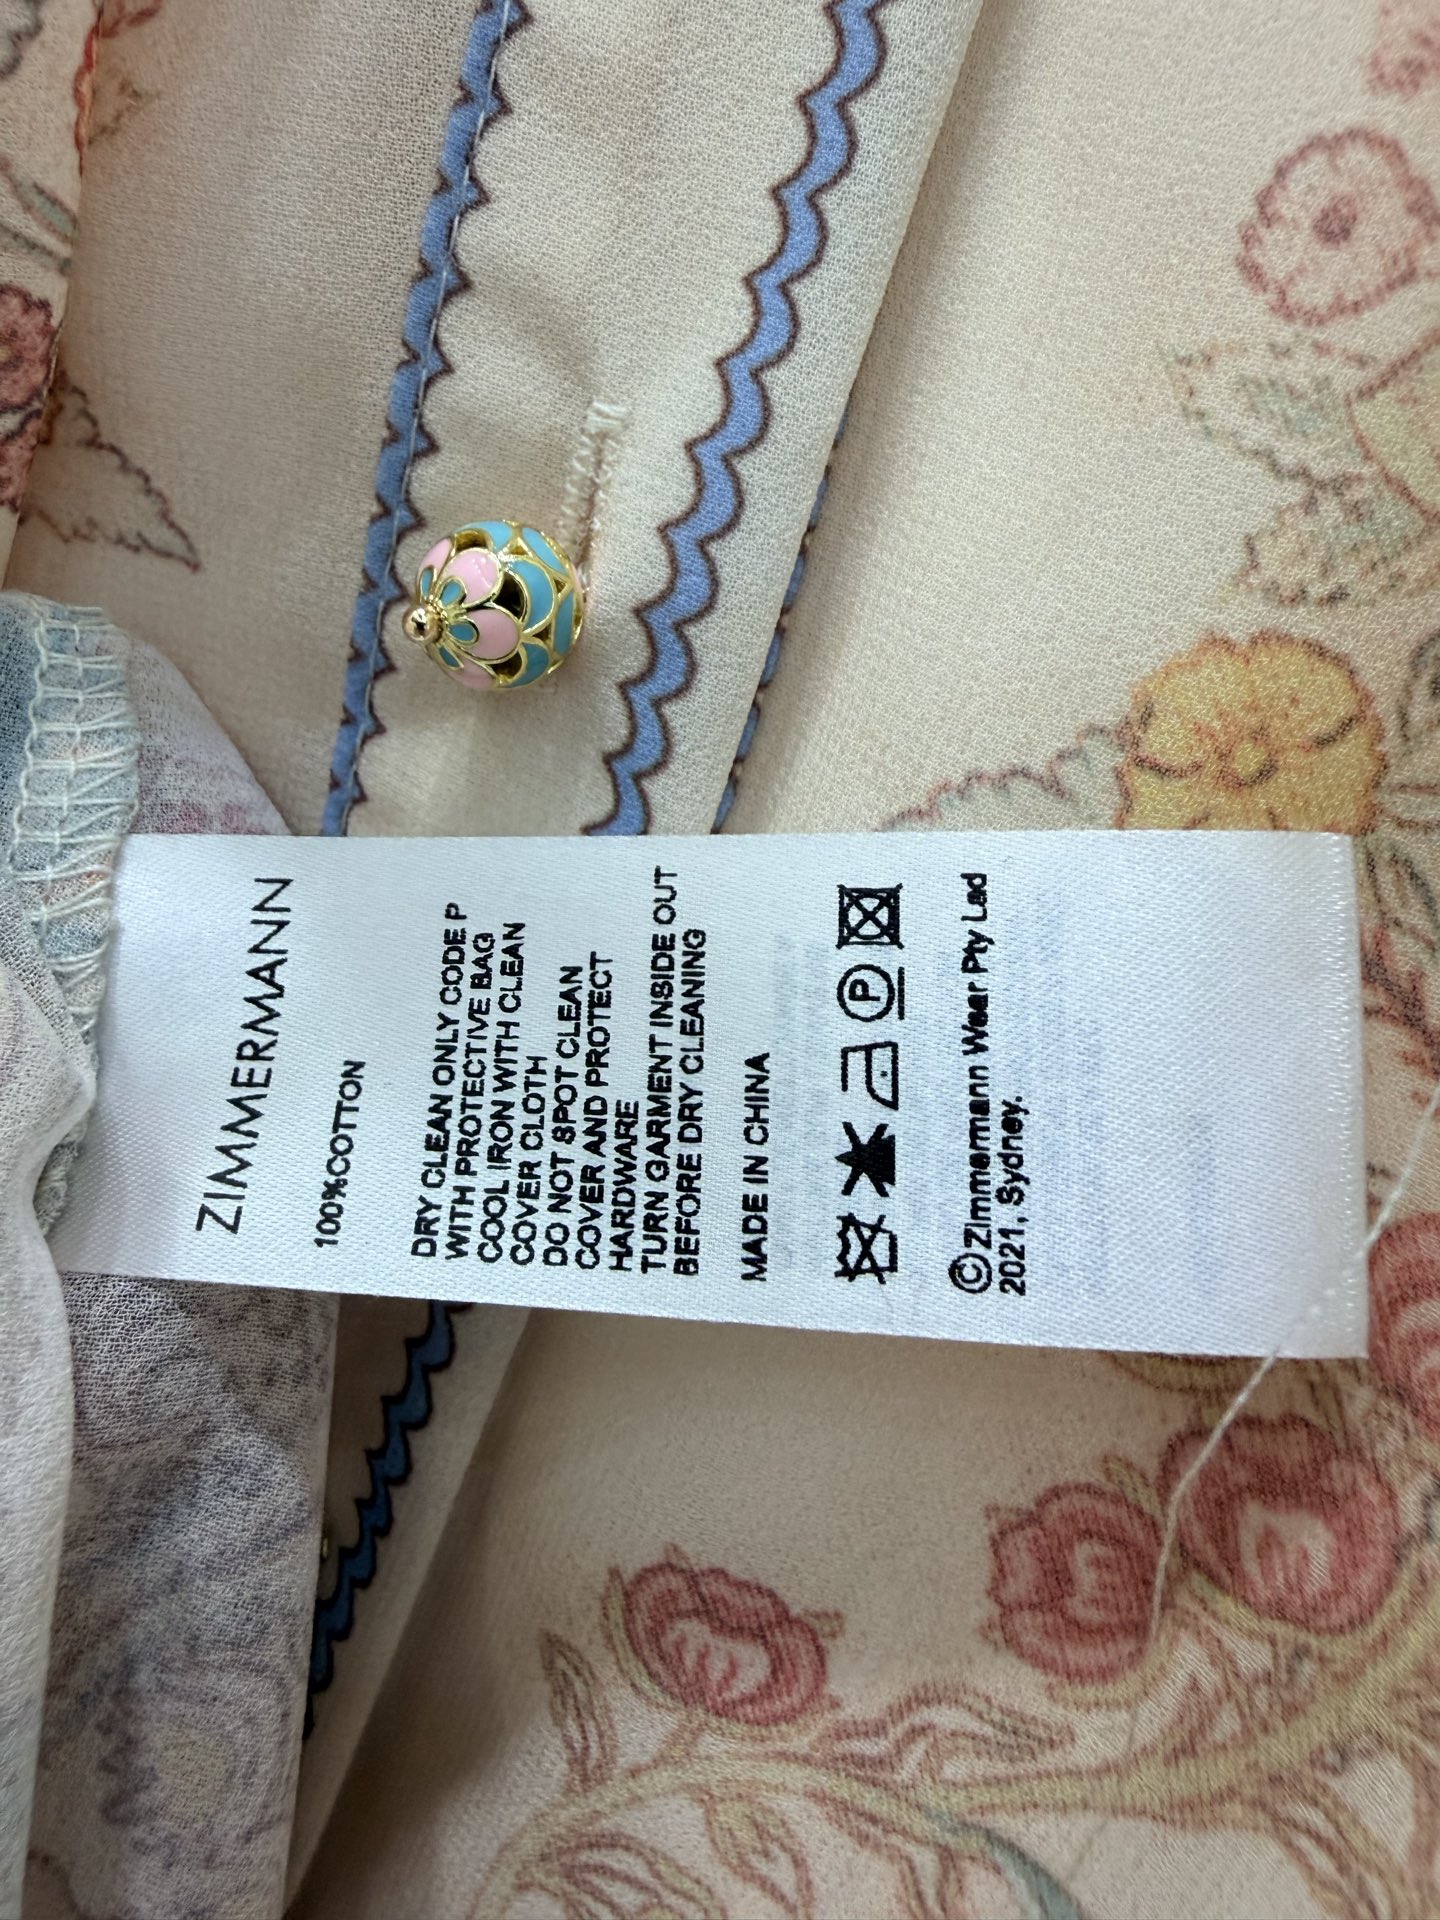 ZIMMERMANN
100%COTTON
DRY CLEAN ONLY CODE P
WITH PROTECTIVE BAG
COOL IRON WITH CLEAN
COVER CLOTH
DO NOT SPOT CLEAN
COVER AND PROTECT
HARDWARE
TURN GARMENT INSIDE OUT
BEFORE DRY CLEANING
MADE IN CHINA
P
©Zimmermann Wear Pty Lad
2021, Sydney.